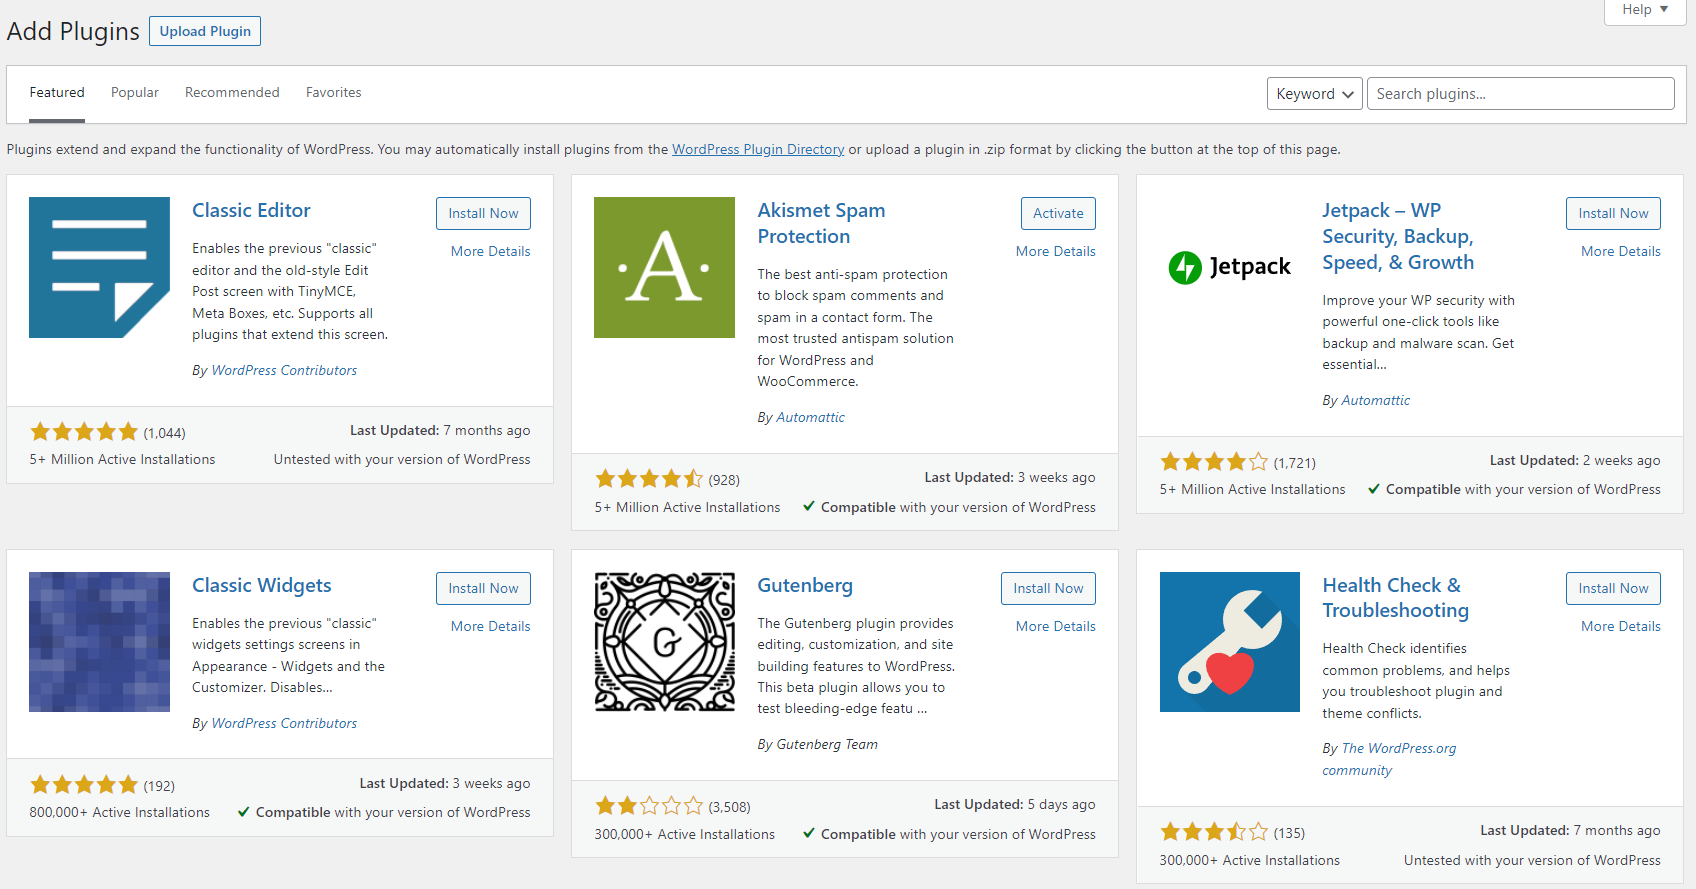 Help
Add Plugins Upload Plugin
Featured Popular Recommended Favorites Keyword Search plugins...
Plugins extend and expand the functionality of WordPress. You may automatically install plugins from the WordPress Plugin Directory or upload a plugin in .zip format by clicking the button at the top of this page.
Classic Editor
Install Now
More Details
Enables the previous "classic"
editor and the old-style Edit
Post screen with TinyMCE,
Meta Boxes, etc. Supports all
plugins that extend this screen.
By WordPress Contributors
(1,044)
Last Updated: 7 months ago
5+ Million Active Installations
Untested with your version of WordPress
A
Akismet Spam
Protection
Activate
More Details
The best anti-spam protection
to block spam comments and
spam in a contact form. The
most trusted antispam solution
for WordPress and
WooCommerce.
By Automattic
(928)
Last Updated: 3 weeks ago
5+ Million Active Installations
Compatible with your version of WordPress
Jetpack
Jetpack – WP
Security, Backup,
Speed, & Growth
Install Now
More Details
Improve your WP security with
powerful one-click tools like
backup and malware scan. Get
essential...
By Automattic
(1,721)
Last Updated: 2 weeks ago
5+ Million Active Installations
Compatible with your version of WordPress
Classic Widgets
Install Now
More Details
Enables the previous "classic"
widgets settings screens in
Appearance - Widgets and the
Customizer. Disables...
By WordPress Contributors
(192)
Last Updated: 3 weeks ago
800,000+ Active Installations
Compatible with your version of WordPress
G
Gutenberg
Install Now
More Details
The Gutenberg plugin provides
editing, customization, and site
building features to WordPress.
This beta plugin allows you to
test bleeding-edge featu ...
By Gutenberg Team
(3,508)
Last Updated: 5 days ago
300,000+ Active Installations
Compatible with your version of WordPress
Health Check &
Troubleshooting
Install Now
More Details
Health Check identifies
common problems, and helps
you troubleshoot plugin and
theme conflicts.
By The WordPress.org
community
(135)
Last Updated: 7 months ago
300,000+ Active Installations
Untested with your version of WordPress